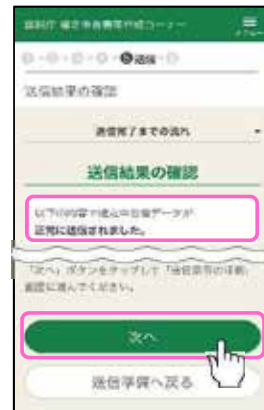 国税庁 確定申告書等作成コーナー
送信
送信結果の確認
送信完了までの流れ
送信結果の確認
以下の内容で確定申告書データが
正常に送信されました。
「次へ」ボタンをタップして「送信票等の印刷」
画面に進んでください。
次へ
送信準備へ戻る